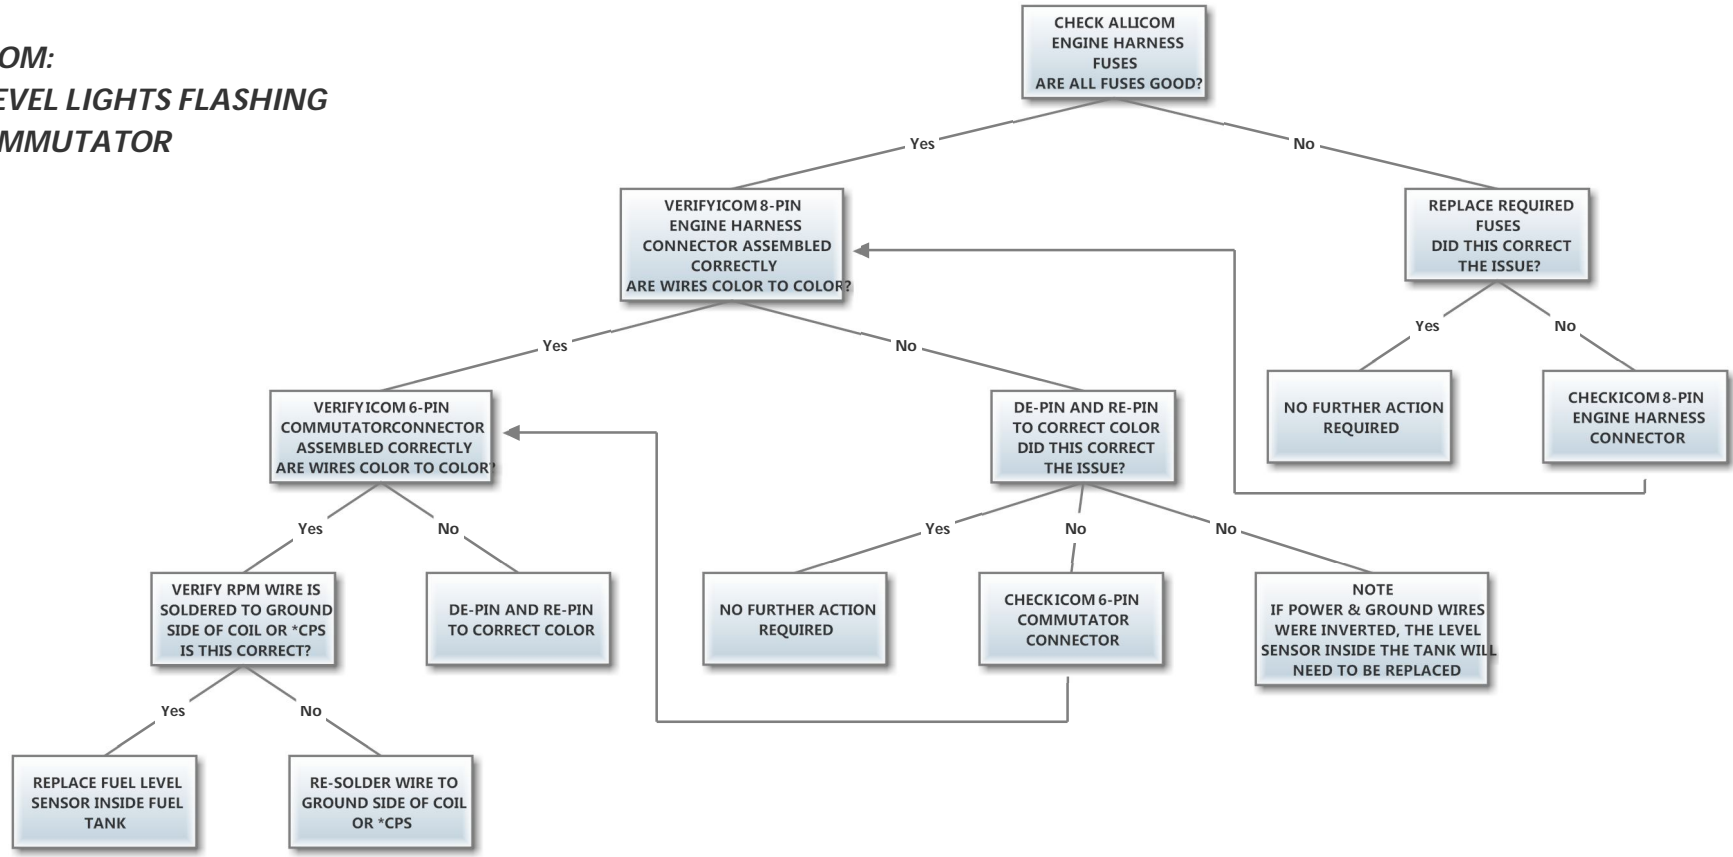 OM:
EVEL LIGHTS FLASHING
MMUTATOR
CHECK ALLICOM
ENGINE HARNESS
FUSES
ARE ALL FUSES GOOD?
Yes
No
VERIFYICOM 8-PIN
ENGINE HARNESS
CONNECTOR ASSEMBLED
CORRECTLY
ARE WIRES COLOR TO COLOR?
REPLACE REQUIRED
FUSES
DID THIS CORRECT
THE ISSUE?
Yes
No
Yes
No
VERIFYICOM 6-PIN
COMMUTATORCONNECTOR
ASSEMBLED CORRECTLY
ARE WIRES COLOR TO COLOR?
DE-PIN AND RE-PIN
TO CORRECT COLOR
DID THIS CORRECT
THE ISSUE?
NO FURTHER ACTION
REQUIRED
CHECKICOM 8-PIN
ENGINE HARNESS
CONNECTOR
Yes
No
Yes
No
No
VERIFY RPM WIRE IS
SOLDERED TO GROUND
SIDE OF COIL OR *CPS
IS THIS CORRECT?
DE-PIN AND RE-PIN
TO CORRECT COLOR
NO FURTHER ACTION
REQUIRED
CHECKICOM 6-PIN
COMMUTATOR
CONNECTOR
NOTE
IF POWER & GROUND WIRES
WERE INVERTED, THE LEVEL
SENSOR INSIDE THE TANK WILL
NEED TO BE REPLACED
Yes
No
REPLACE FUEL LEVEL
SENSOR INSIDE FUEL
TANK
RE-SOLDER WIRE TO
GROUND SIDE OF COIL
OR *CPS